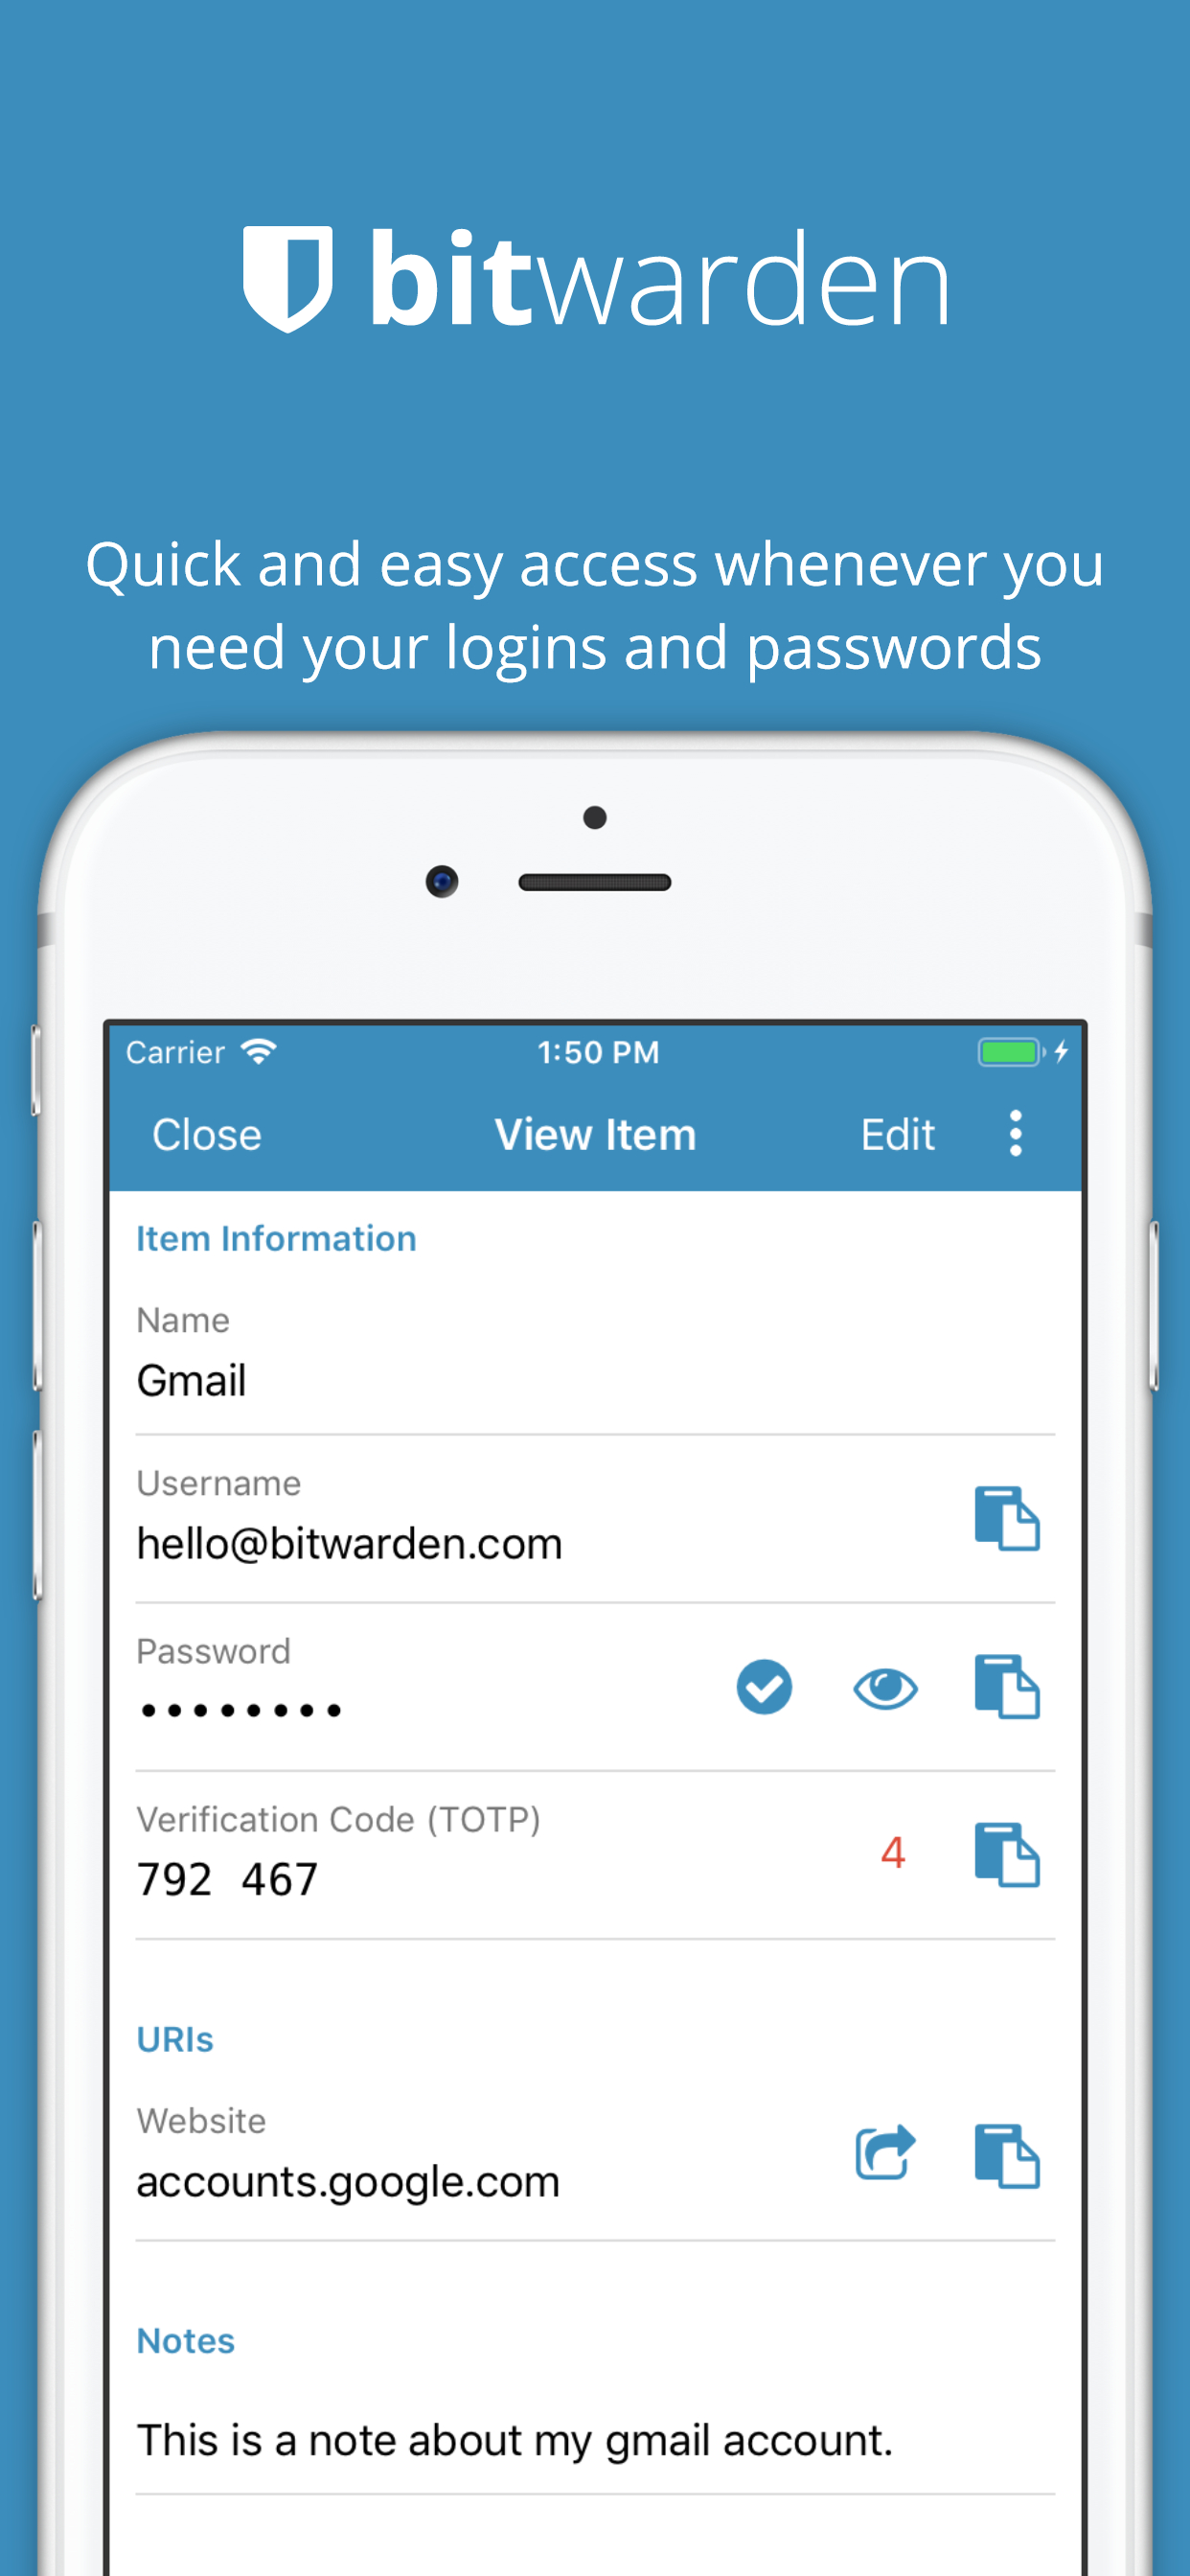 bitwarden
Quick and easy access whenever you
need your logins and passwords
Carrier 1:50 PM
Close View Item Edit
Item Information
Name
Gmail
Username
hello@bitwarden.com
Password
••••••••
Verification Code (TOTP)
792 467 4
URIs
Website
accounts.google.com
Notes
This is a note about my gmail account.